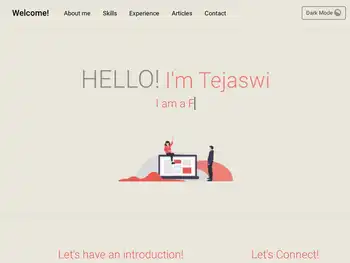 Welcome! About me Skills Experience Articles Contact Dark Mode
HELLO! I'm Tejaswi
I am a F
Let's have an introduction! Let's Connect!